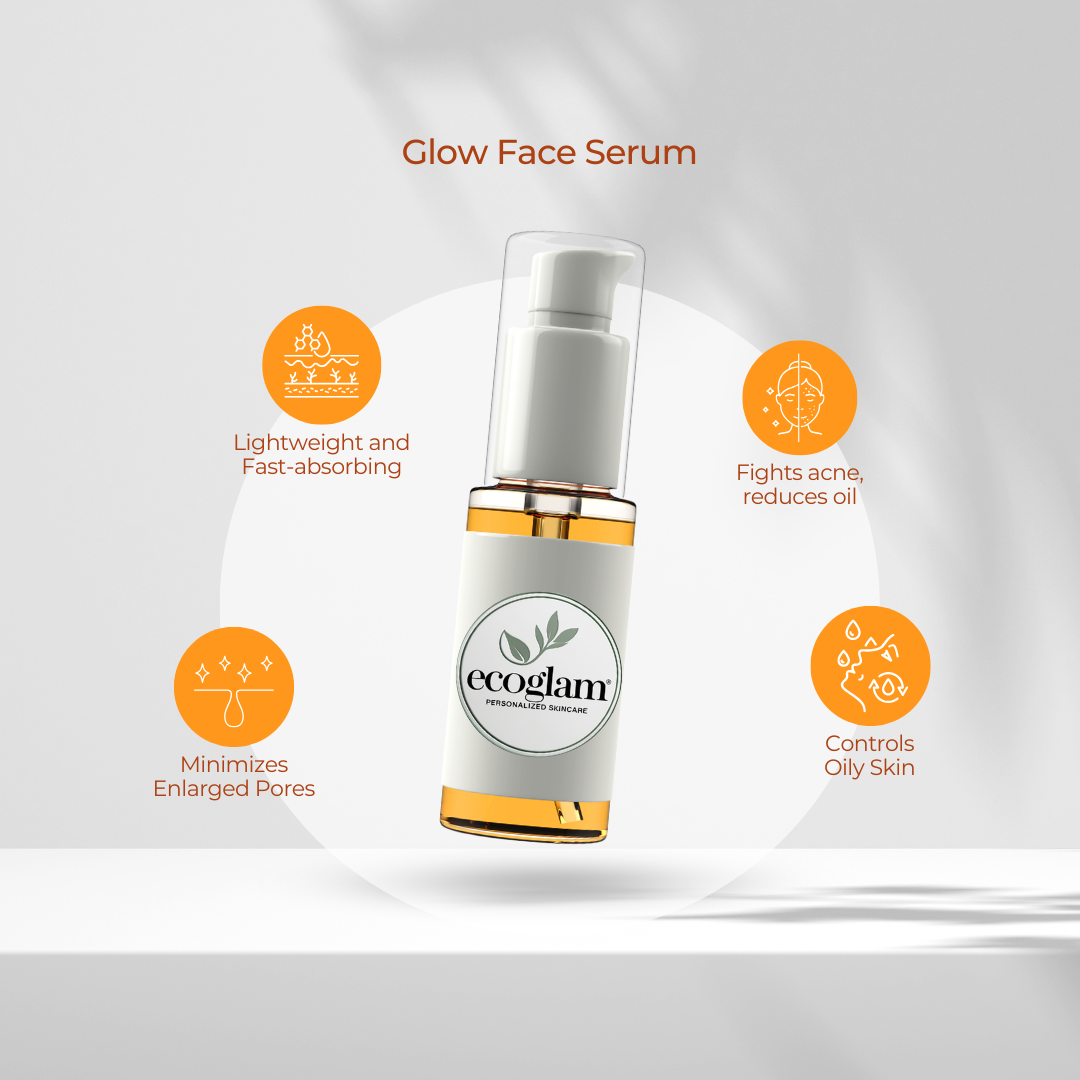 Glow Face Serum
Lightweight and
Fast-absorbing
Fights acne,
reduces oil
ecoglam®
PERSONALIZED SKINCARE
Minimizes
Enlarged Pores
Controls
Oily Skin